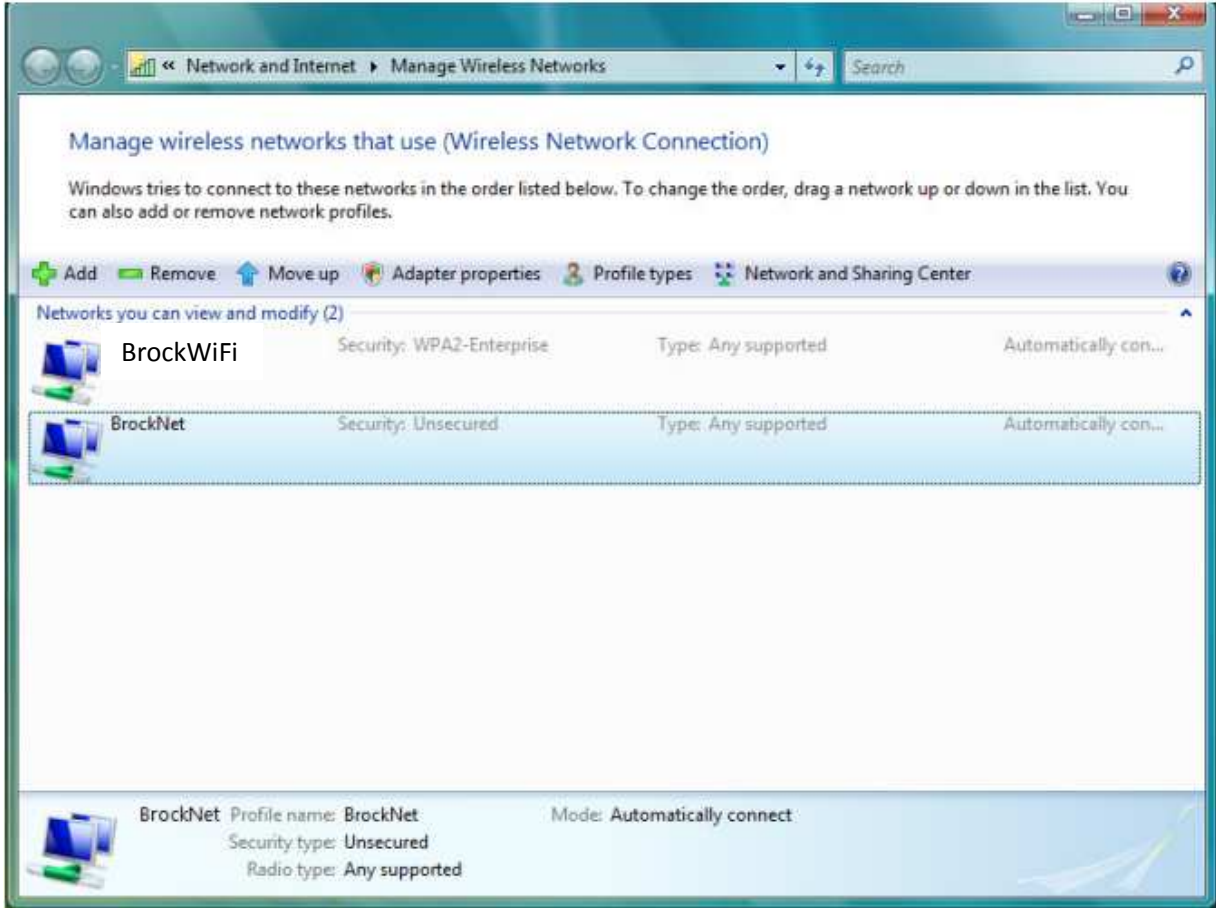 « Network and Internet ▸ Manage Wireless Networks Search
Manage wireless networks that use (Wireless Network Connection)
Windows tries to connect to these networks in the order listed below. To change the order, drag a network up or down in the list. You
can also add or remove network profiles.
Add Remove Move up Adapter properties Profile types Network and Sharing Center
Networks you can view and modify (2)
BrockWiFi Security: WPA2-Enterprise Type: Any supported Automatically con...
BrockNet Security: Unsecured Type: Any supported Automatically con...
BrockNet Profile name: BrockNet Mode: Automatically connect
Security type: Unsecured
Radio type: Any supported